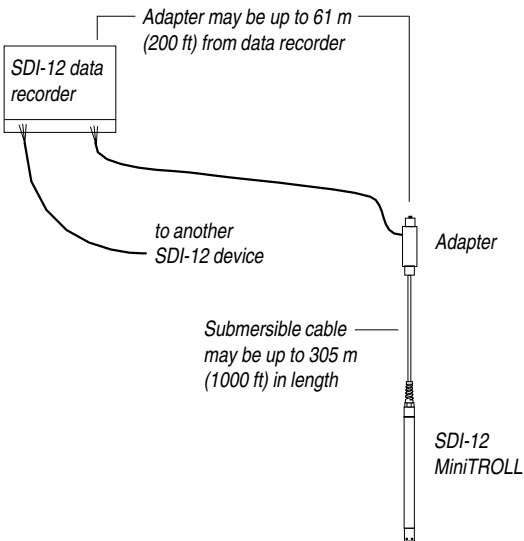 Adapter may be up to 61 m
(200 ft) from data recorder
SDI-12 data
recorder
to another
SDI-12 device
Adapter
Submersible cable
may be up to 305 m
(1000 ft) in length
SDI-12
MiniTROLL